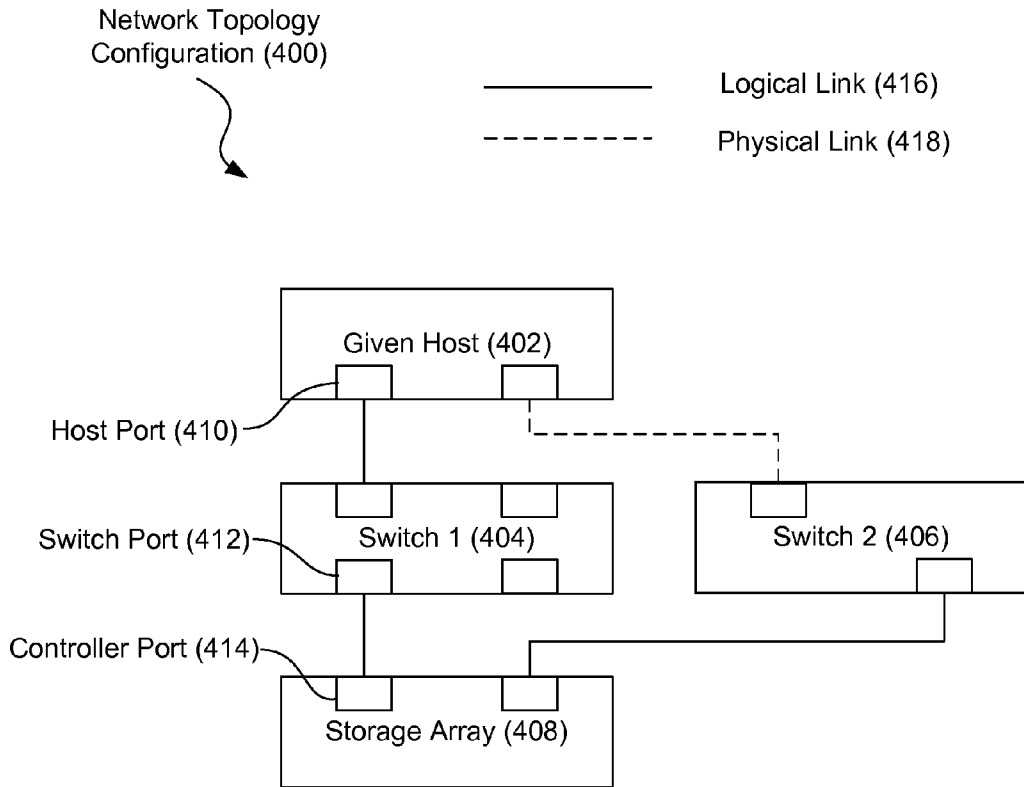 Network Topology
Configuration (400)
Logical Link (416)
Physical Link (418)
Given Host (402)
Host Port (410)
Switch Port (412)
Switch 1 (404)
Switch 2 (406)
Controller Port (414)
Storage Array (408)